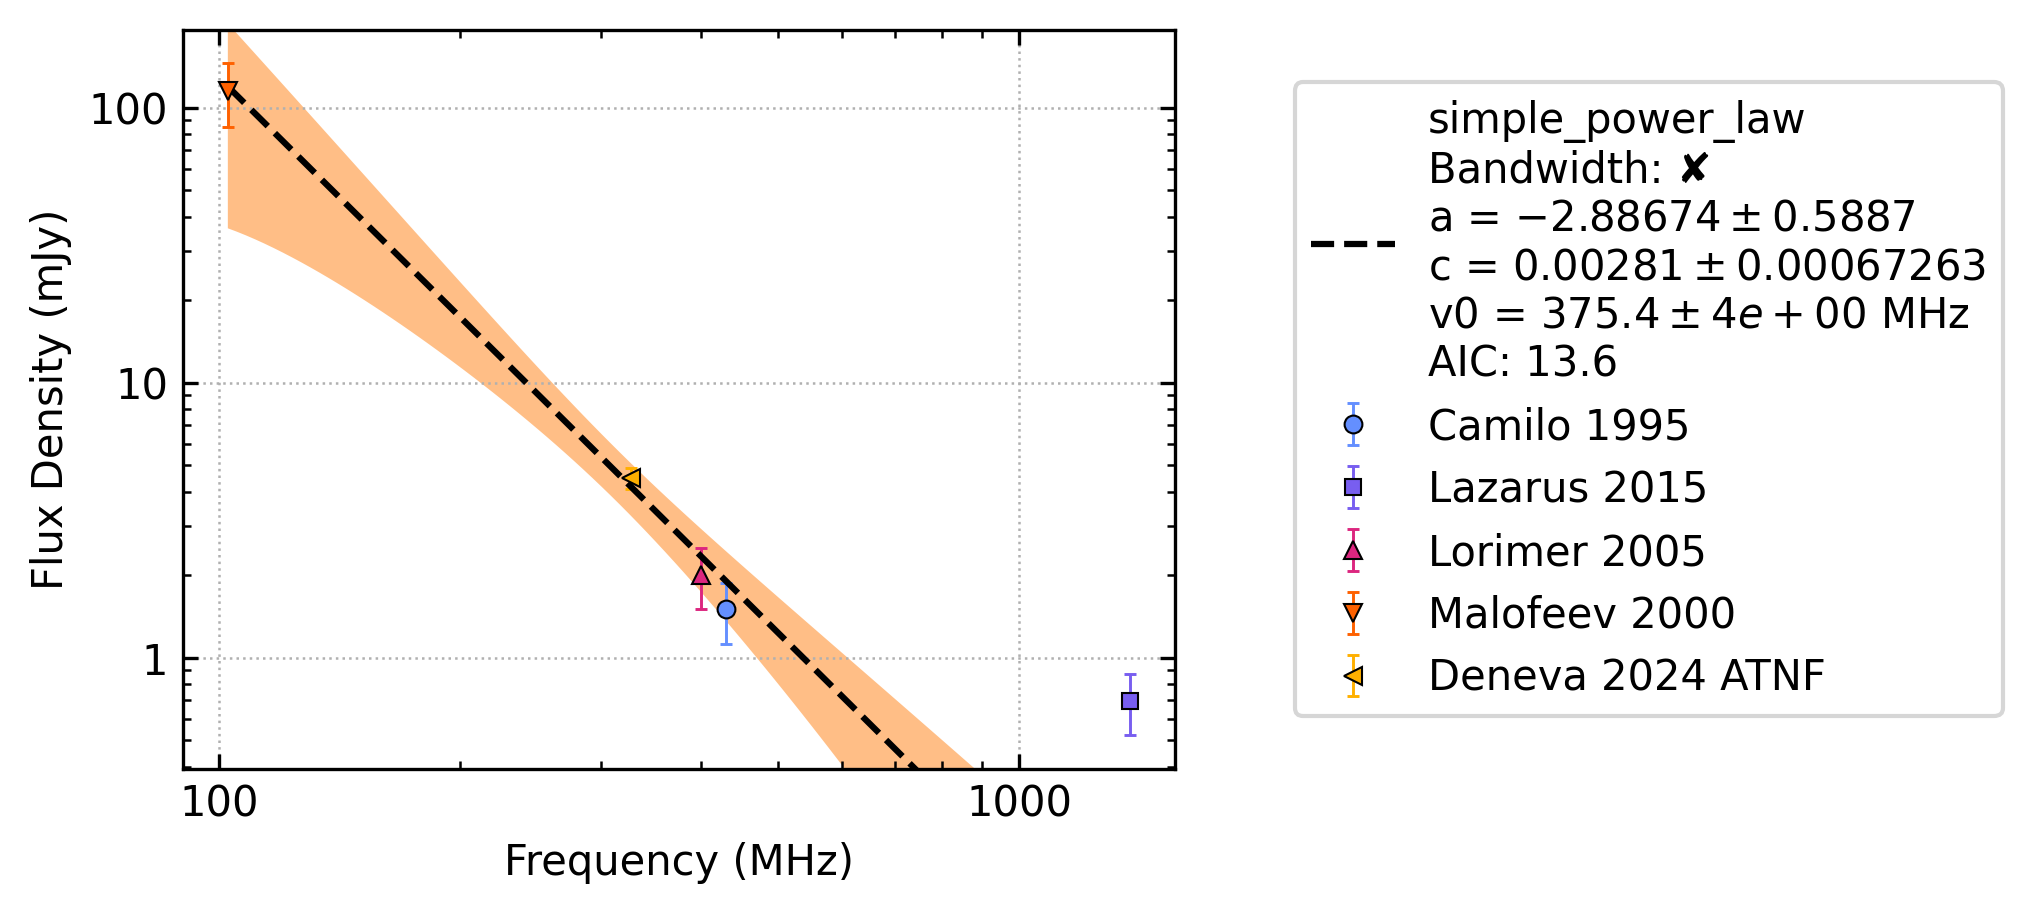 100
10
1
Flux Density (mJy)
100
1000
Frequency (MHz)
simple_power_law
Bandwidth: ✘
a = −2.88674 ± 0.5887
c = 0.00281 ± 0.00067263
v0 = 375.4 ± 4e + 00 MHz
AIC: 13.6
Camilo 1995
Lazarus 2015
Lorimer 2005
Malofeev 2000
Deneva 2024 ATNF